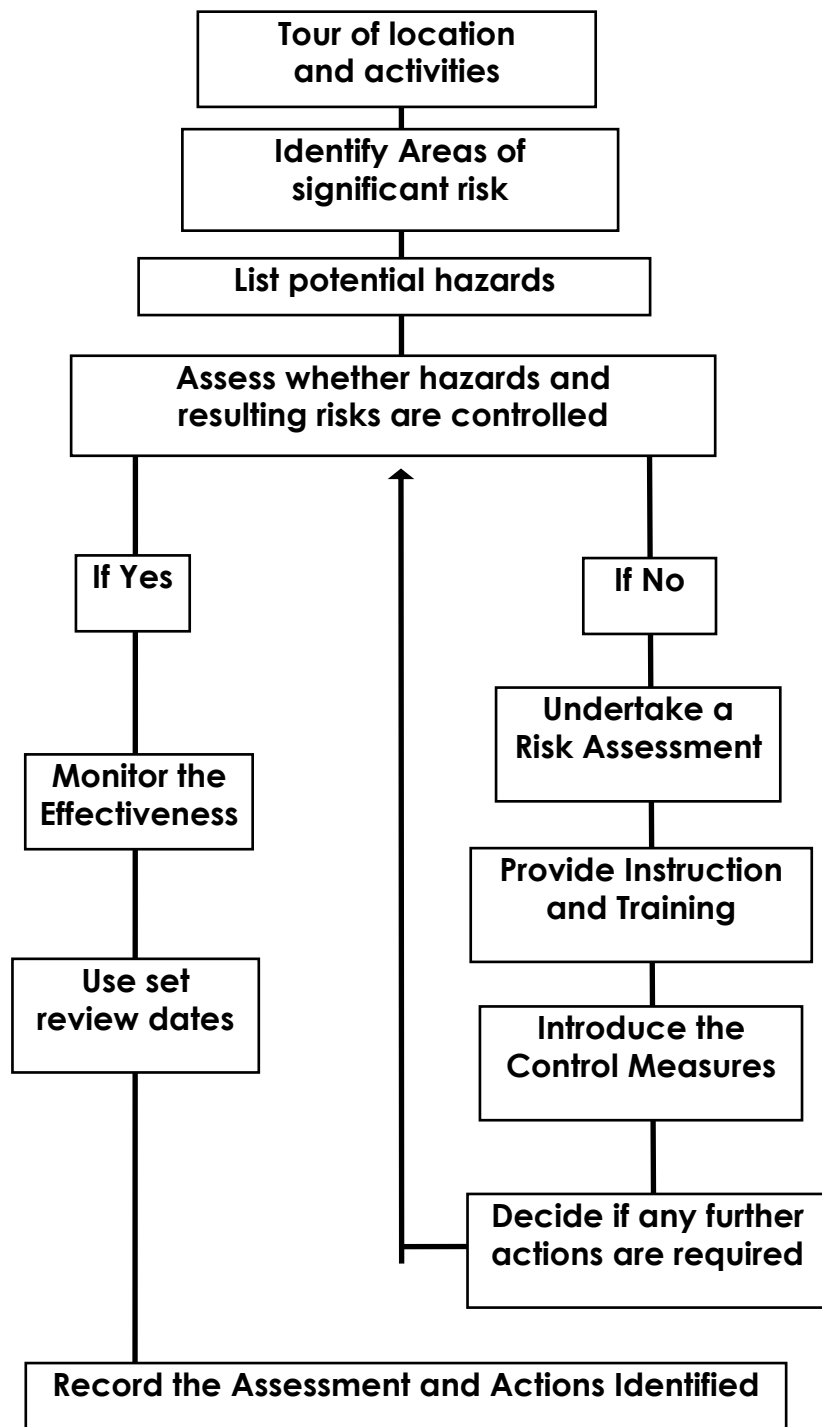 Tour of location
and activities
Identify Areas of
significant risk
List potential hazards
Assess whether hazards and
resulting risks are controlled
If Yes
Monitor the
Effectiveness
Use set
review dates
If No
Undertake a
Risk Assessment
Provide Instruction
and Training
Introduce the
Control Measures
Decide if any further
actions are required
Record the Assessment and Actions Identified